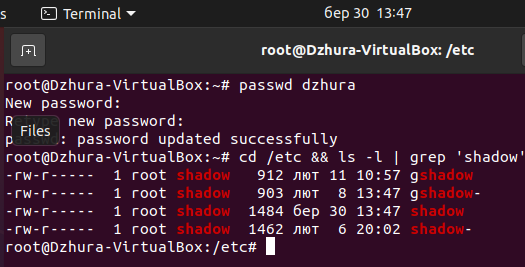 s Terminal бер 30 13:47
root@Dzhura-VirtualBox: /etc
root@Dzhura-VirtualBox:~# passwd dzhura
New password:
new password:
Files
password updated successfully
root@Dzhura-VirtualBox:~# cd /etc && ls -l | grep 'shadow'
-rw-r----- 1 root shadow 912 лют 11 10:57 gshadow
-rw-r----- 1 root shadow 903 лют 8 13:47 gshadow-
-rw-r----- 1 root shadow 1484 бер 30 13:47 shadow
-rw-r----- 1 root shadow 1462 лют 6 20:02 shadow-
root@Dzhura-VirtualBox:/etc#